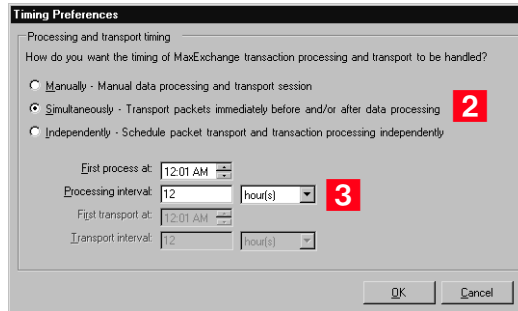 Timing Preferences
Processing and transport timing
How do you want the timing of MaxExchange transaction processing and transport to be handled?
Manually - Manual data processing and transport session
Simultaneously - Transport packets immediately before and/or after data processing
2
Independently - Schedule packet transport and transaction processing independently
First process at: 12:01 AM
Processing interval: 12 hour(s)
3
First transport at: 12:01 AM
Transport interval: 12 hour(s)
OK Cancel